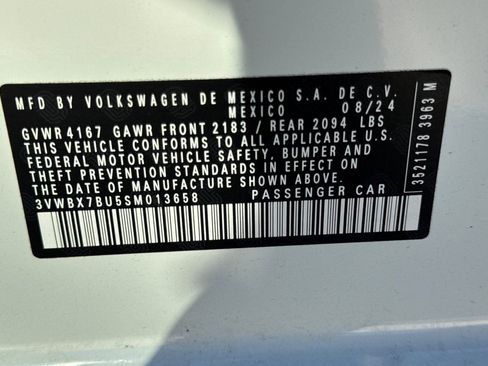 MFD BY VOLKSWAGEN DE MEXICO S.A. DE C.V.
MEXICO 08/24
GVWR 4167 GAWR FRONT 2183 / REAR 2094 LBS
THIS VEHICLE CONFORMS TO ALL APPLICABLE U.S.
FEDERAL MOTOR VEHICLE SAFETY, BUMPER, AND
THEFT PREVENTION STANDARDS IN EFFECT ON THE
DATE OF MANUFACTURE SHOWN ABOVE.
3VWBX7BU5SM013658 PASSENGER CAR
3521178 3963 M